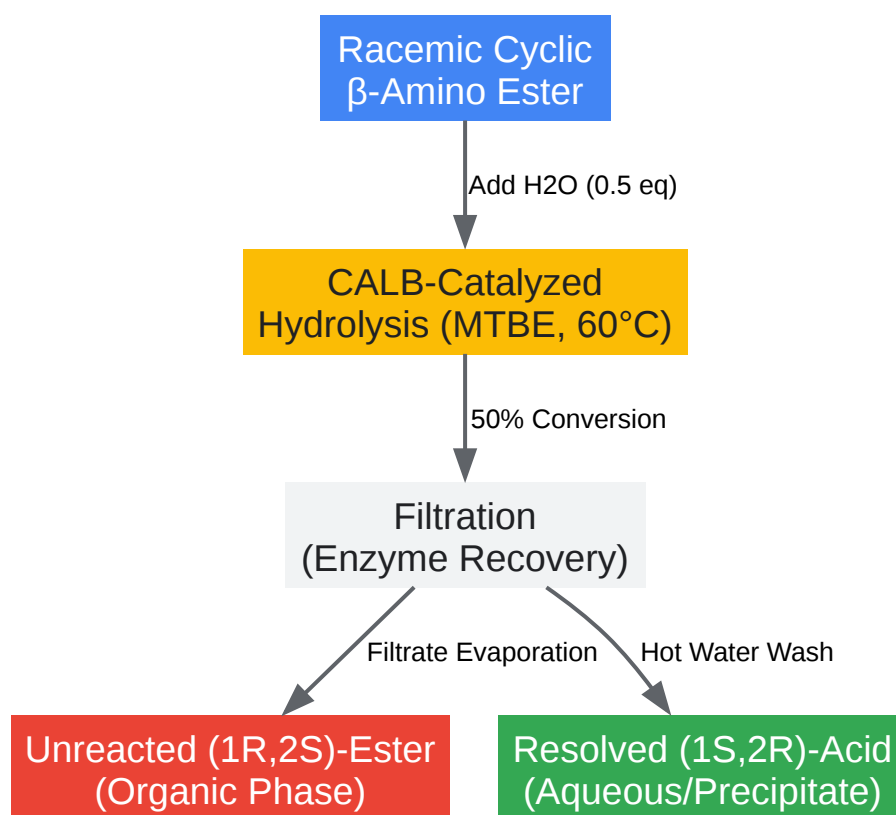 Racemic Cyclic
β-Amino Ester
Add H2O (0.5 eq)
CALB-Catalyzed
Hydrolysis (MTBE, 60°C)
50% Conversion
Filtration
(Enzyme Recovery)
Filtrate Evaporation
Hot Water Wash
Unreacted (1R,2S)-Ester
(Organic Phase)
Resolved (1S,2R)-Acid
(Aqueous/Precipitate)